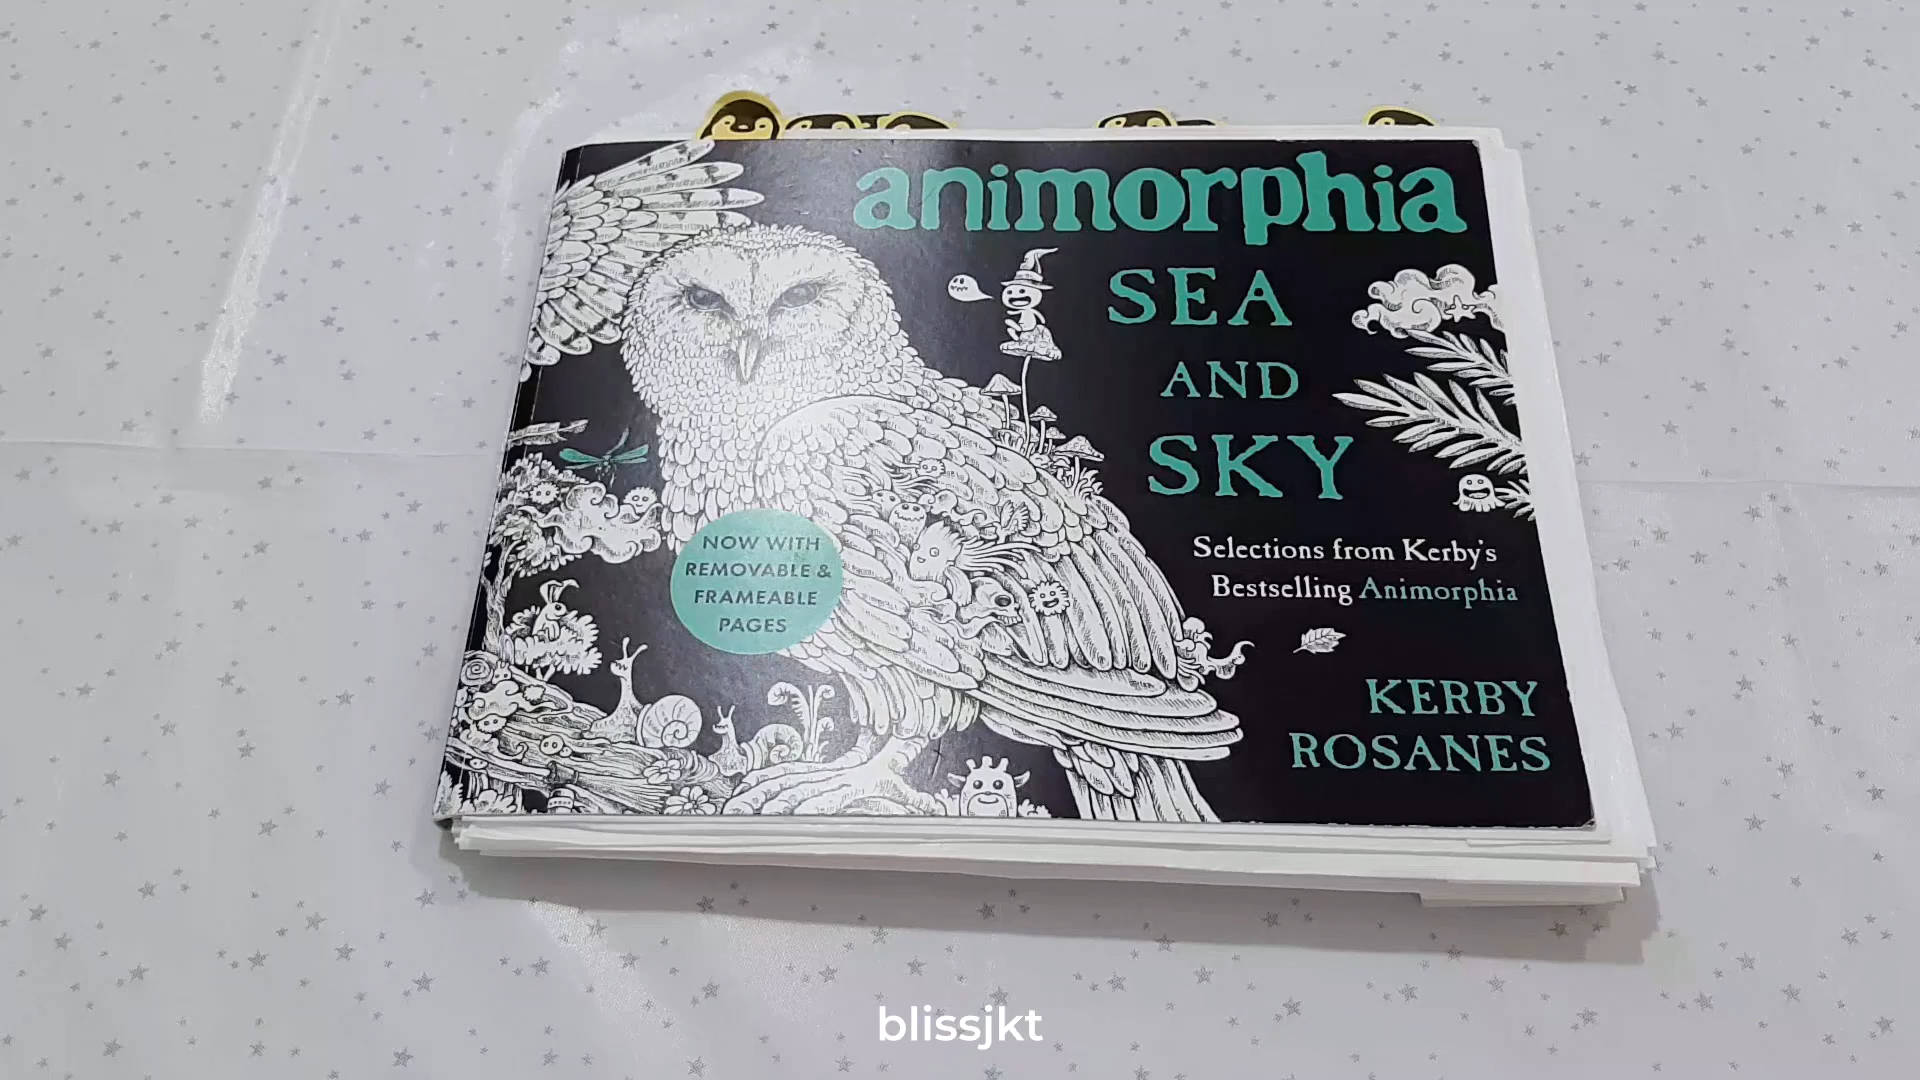 animorphia
SEA
AND
SKY
Selections from Kerby's
Bestselling Animorphia
NOW WITH
REMOVABLE &
FRAMEABLE
PAGES
KERBY
ROSANES
blissjkt